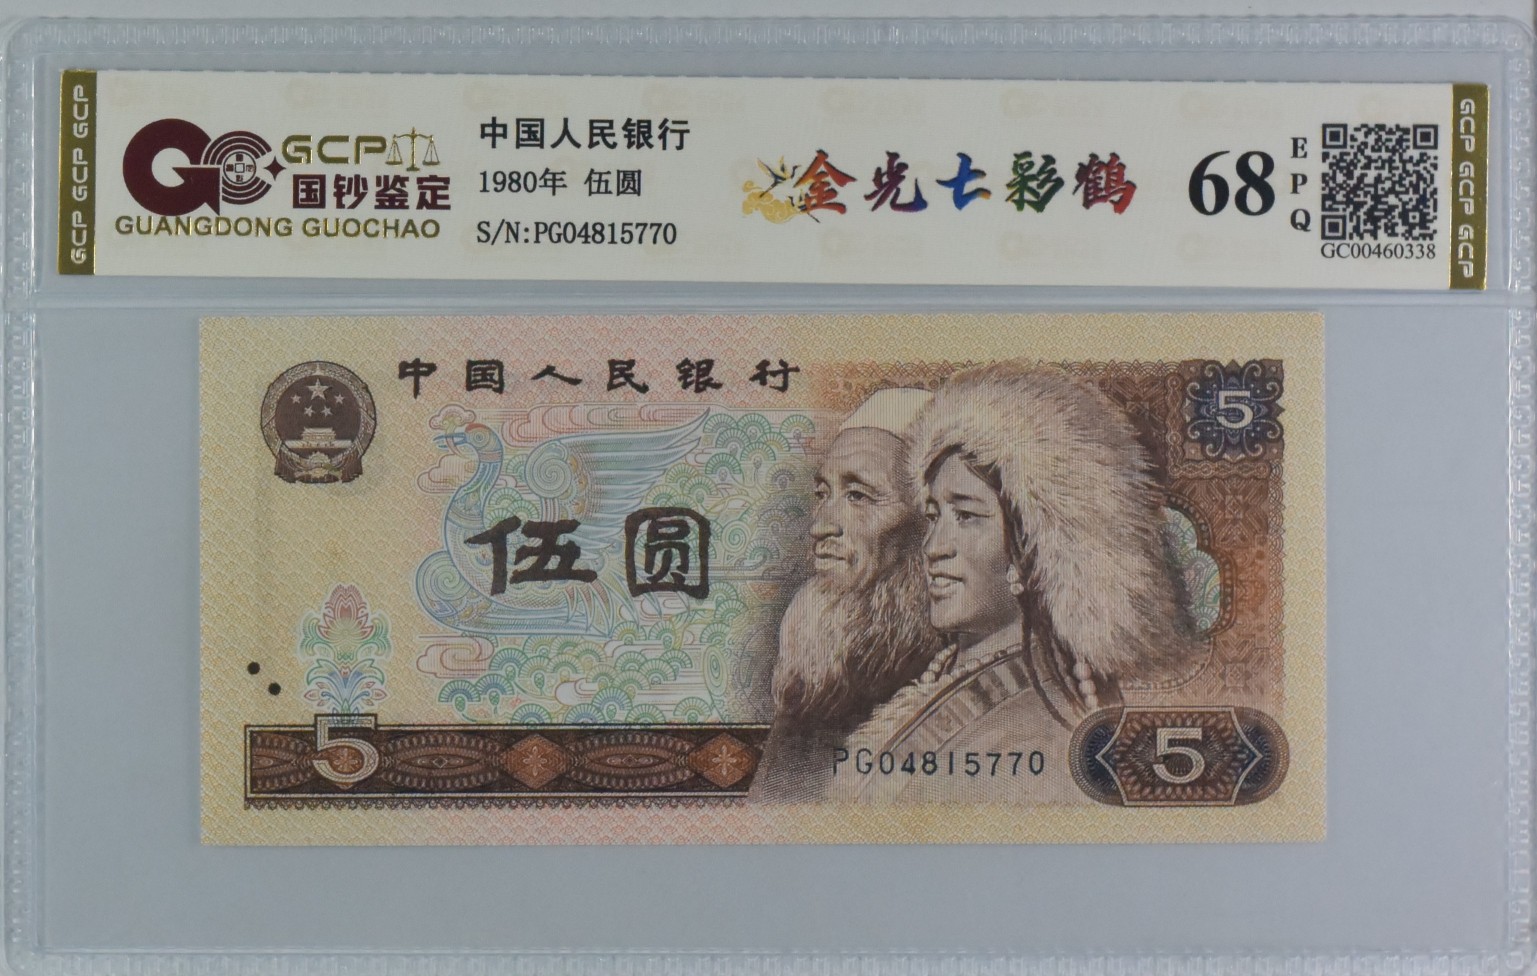 GCP GCP GCP
GCP
国钞鉴定
GUANGDONG GUOCHAO
中国人民银行
1980年 伍圆
S/N:PG04815770
金光七彩鹤
68
EPQ
GC00460338
GCP GCP GCP
中国人民银行
5
伍圆
5
PG04815770
5